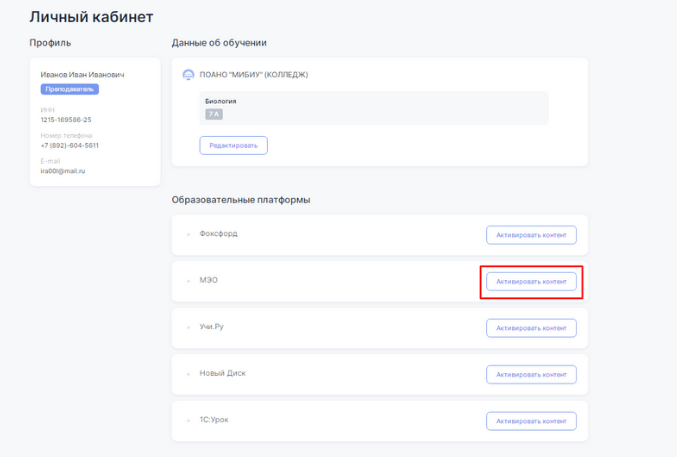 Личный кабинет
Профиль
Данные об обучении
Иванов Иван Иванович
Преподаватель
1215-169586-25
Номер телефона
+7 (892)-604-5611
E-mail
ira00l@mail.ru
ПОАНО "МИБИУ" (КОЛЛЕДЖ)
Биология
7 А
Редактировать
Образовательные платформы
Фоксфорд
Активировать контент
МЭО
Активировать контент
Учи.Ру
Активировать контент
Новый Диск
Активировать контент
1С:Урок
Активировать контент